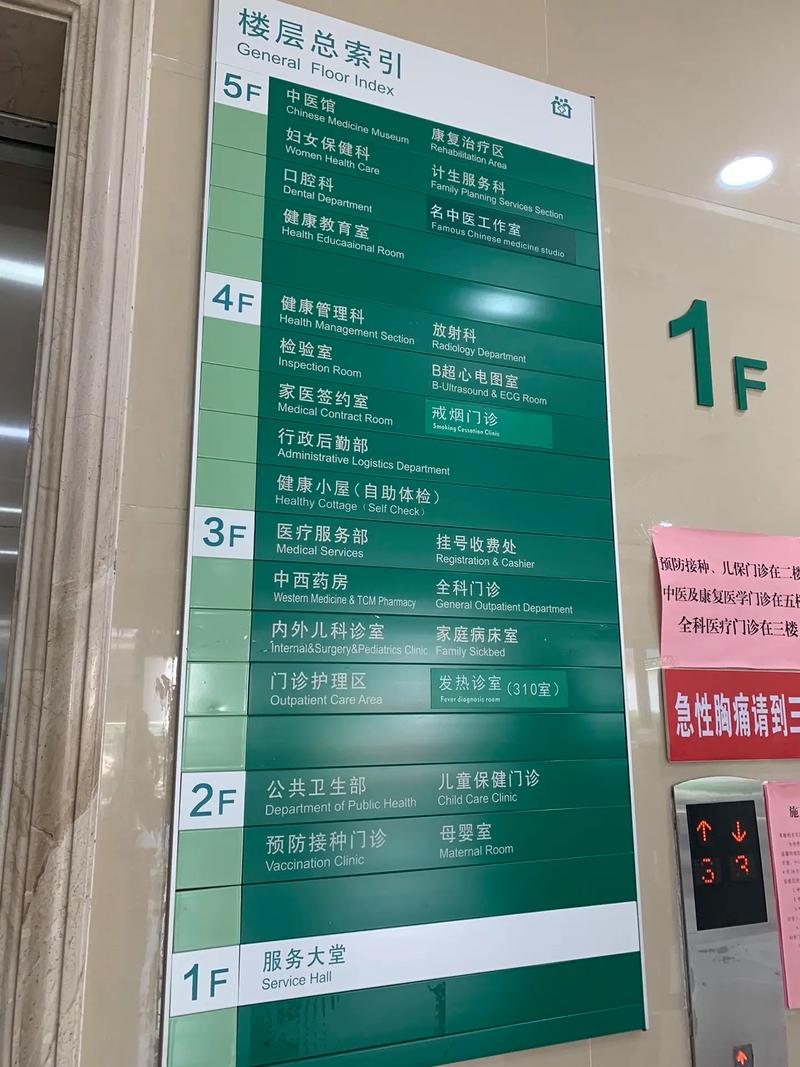 楼层总索引
General Floor Index
5F
中医馆
Chinese Medicine Museum
康复治疗区
Rehabilitation Area
妇女保健科
Women Health Care
计生服务科
Family Planning Services Section
口腔科
Dental Department
名中医工作室
Famous Chinese medicine studio
健康教育室
Health Educaaional Room
4F
健康管理科
Health Management Section
放射科
Radiology Department
检验室
Inspection Room
B超心电图室
B-Ultrasound & ECG Room
家医签约室
Medical Contract Room
戒烟门诊
Smoking Cessation Clinic
行政后勤部
Administrative Logistics Department
健康小屋（自助体检）
Healthy Cottage（Self Check）
3F
医疗服务部
Medical Services
挂号收费处
Registration & Cashier
中西药房
Western Medicine & TCM Pharmacy
全科门诊
General Outpatient Department
内外儿科诊室
Internal&Surgery&Pediatrics Clinic
家庭病床室
Family Sickbed
门诊护理区
Outpatient Care Area
发热诊室（310室）
Fever diagnosis room
2F
公共卫生部
Department of Public Health
儿童保健门诊
Child Care Clinic
预防接种门诊
Vaccination Clinic
母婴室
Maternal Room
1F
服务大堂
Service Hall
1F
预防接种、儿保门诊在二楼
中医及康复医学门诊在五楼
全科医疗门诊在三楼
急性胸痛请到三
施
3 3